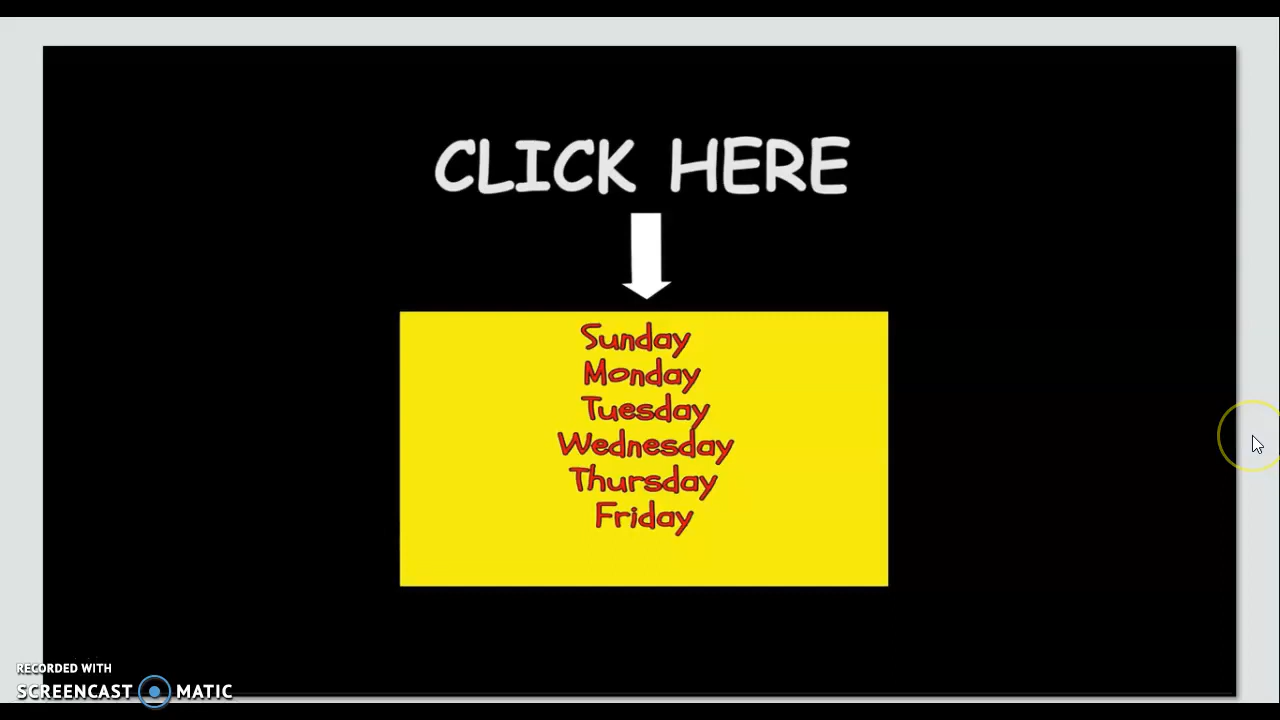 CLICK HERE
Sunday
Monday
Tuesday
Wednesday
Thursday
Friday
RECORDED WITH
SCREENCAST MATIC